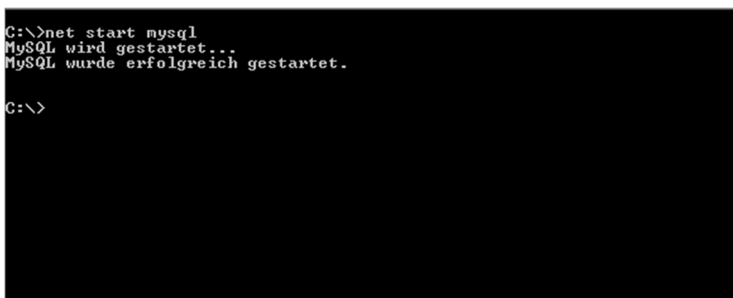 C:\>net start mysql
MySQL wird gestartet...
MySQL wurde erfolgreich gestartet.
C:\>